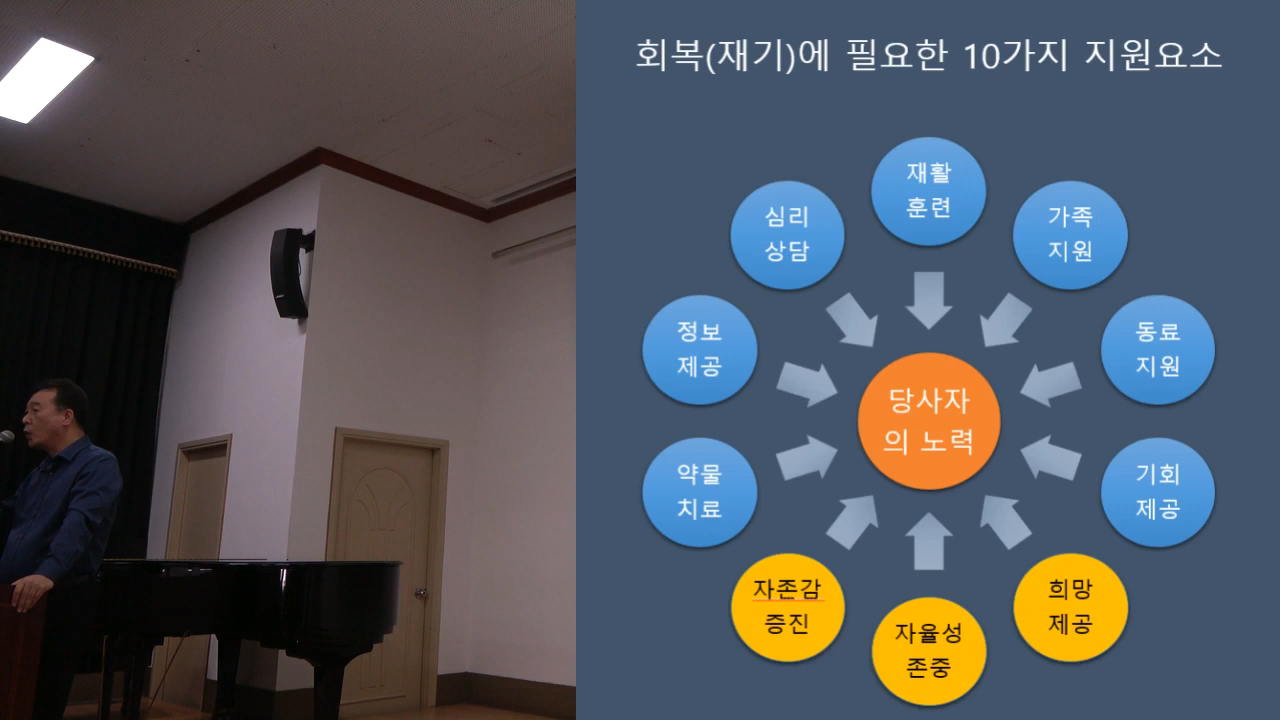 회복(재기)에 필요한 10가지 지원요소
재활
훈련
가족
지원
동료
지원
기회
제공
희망
제공
자율성
존중
자존감
증진
약물
치료
정보
제공
심리
상담
당사자
의 노력